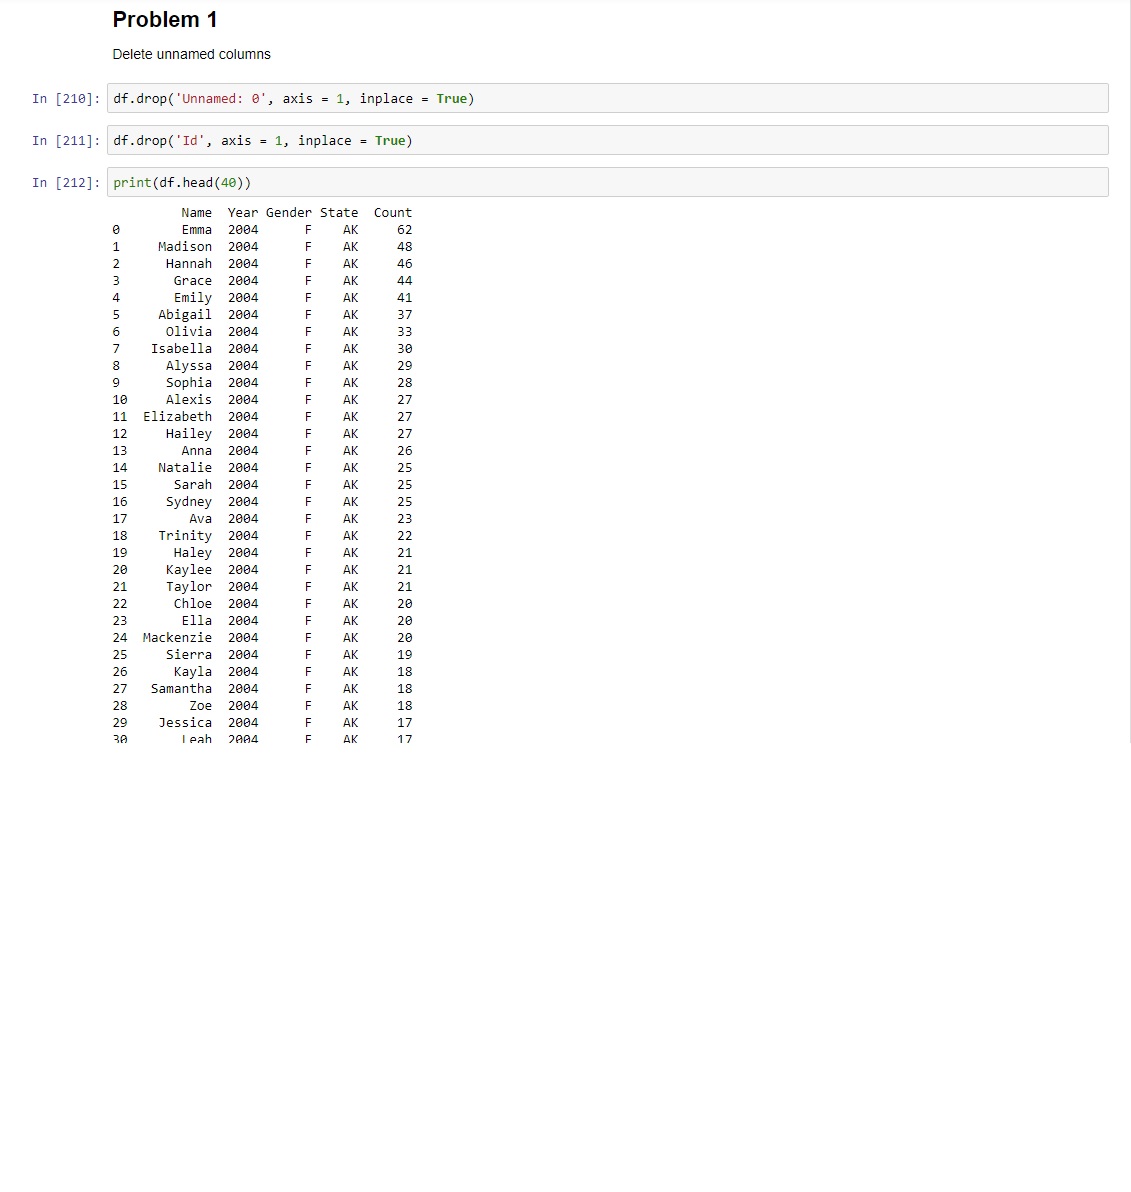 Problem 1
Delete unnamed columns
In [210]: df.drop('Unnamed: 0', axis = 1, inplace = True)
In [211]: df.drop('Id', axis = 1, inplace = True)
In [212]: print(df.head(40))
Name Year Gender State Count
0 Emma 2004 F AK 62
1 Madison 2004 F AK 48
2 Hannah 2004 F AK 46
3 Grace 2004 F AK 44
4 Emily 2004 F AK 41
5 Abigail 2004 F AK 37
6 Olivia 2004 F AK 33
7 Isabella 2004 F AK 30
8 Alyssa 2004 F AK 29
9 Sophia 2004 F AK 28
10 Alexis 2004 F AK 27
11 Elizabeth 2004 F AK 27
12 Hailey 2004 F AK 27
13 Anna 2004 F AK 26
14 Natalie 2004 F AK 25
15 Sarah 2004 F AK 25
16 Sydney 2004 F AK 25
17 Ava 2004 F AK 23
18 Trinity 2004 F AK 22
19 Haley 2004 F AK 21
20 Kaylee 2004 F AK 21
21 Taylor 2004 F AK 21
22 Chloe 2004 F AK 20
23 Ella 2004 F AK 20
24 Mackenzie 2004 F AK 20
25 Sierra 2004 F AK 19
26 Kayla 2004 F AK 18
27 Samantha 2004 F AK 18
28 Zoe 2004 F AK 18
29 Jessica 2004 F AK 17
30 Leah 2004 F AK 17